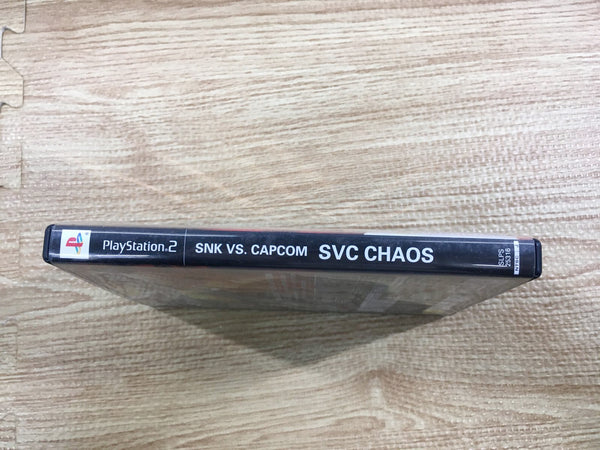 PlayStation.2
SNK VS. CAPCOM SVC CHAOS
SLPS
25316